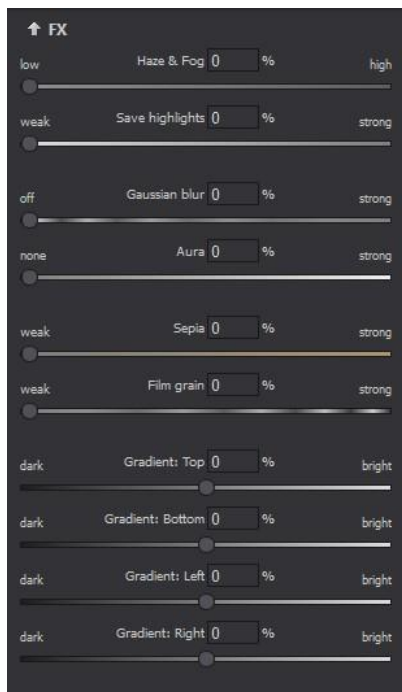 FX
Haze & Fog 0 %
low high
Save highlights 0 %
weak strong
Gaussian blur 0 %
off strong
Aura 0 %
none strong
Sepia 0 %
weak strong
Film grain 0 %
weak strong
Gradient: Top 0 %
dark bright
Gradient: Bottom 0 %
dark bright
Gradient: Left 0 %
dark bright
Gradient: Right 0 %
dark bright